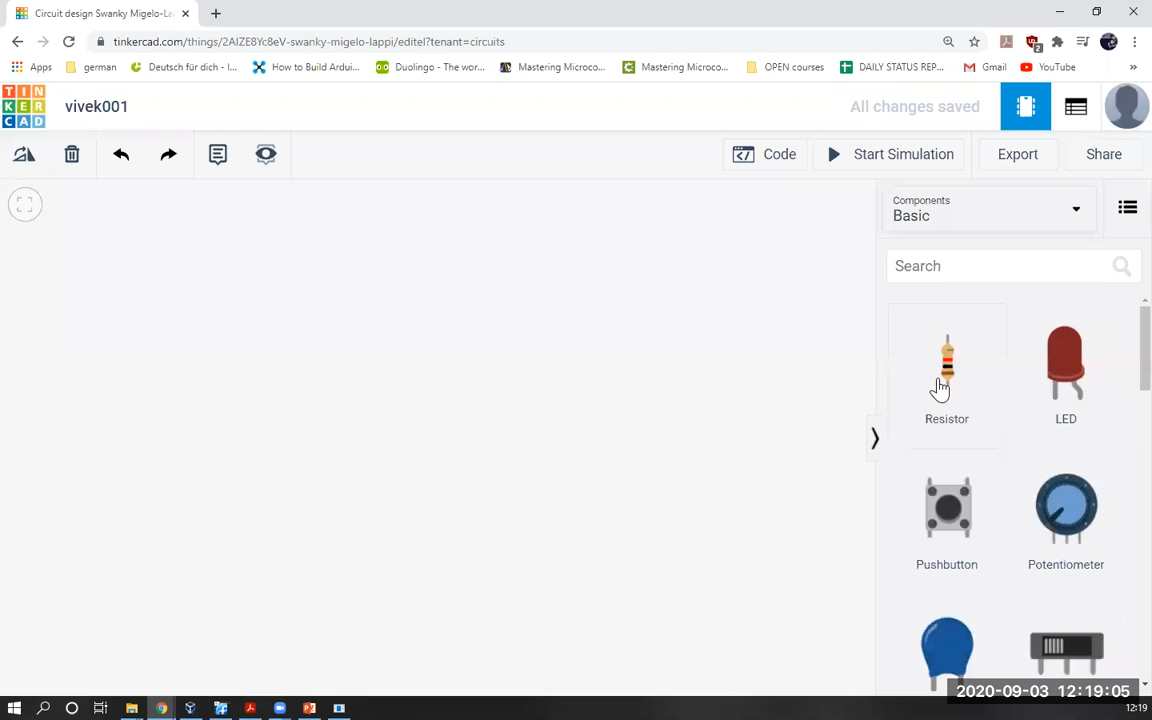 Circuit design Swanky Migelo-La
tinkercad.com/things/2AIZE8Yc8eV-swanky-migelo-lappi/editel?tenant=circuits
2
Apps
german
Deutsch für dich - l...
How to Build Ardui...
Duolingo - The wor...
Mastering Microco...
Mastering Microco...
OPEN courses
DAILY STATUS REP...
Gmail
YouTube
»
TIN
KER
CAD
vivek001
All changes saved
Code
Start Simulation
Export
Share
Components
Basic
Search
Resistor
LED
Pushbutton
Potentiometer
2020-09-03 12:19:05
12:19